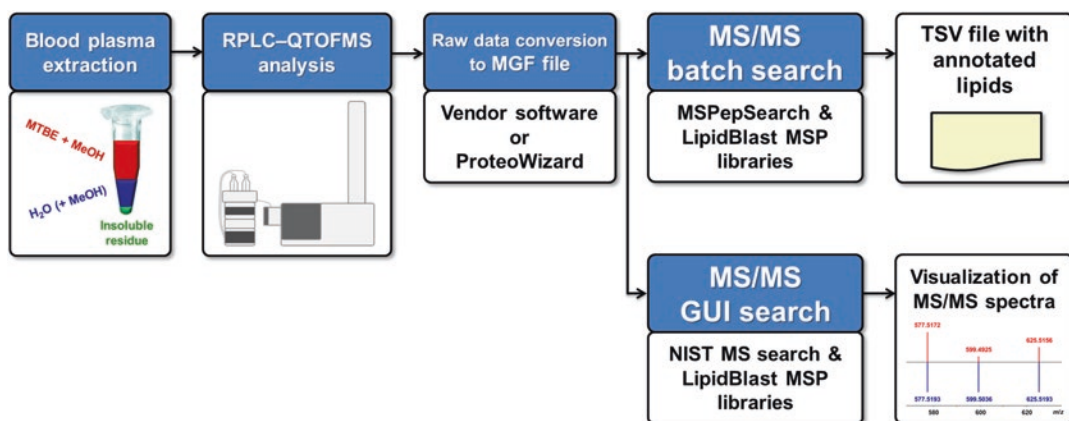 Blood plasma
extraction
MTBE + MeOH
H₂O (+ MeOH)
Insoluble
residue
RPLC–QTOFMS
analysis
Raw data conversion
to MGF file
Vendor software
or
ProteoWizard
MS/MS
batch search
MSPepSearch &
LipidBlast MSP
libraries
TSV file with
annotated
lipids
MS/MS
GUI search
NIST MS search &
LipidBlast MSP
libraries
Visualization of
MS/MS spectra
577.5172
599.4925
625.5156
577.5193
599.5036
625.5193
580
600
620
m/z